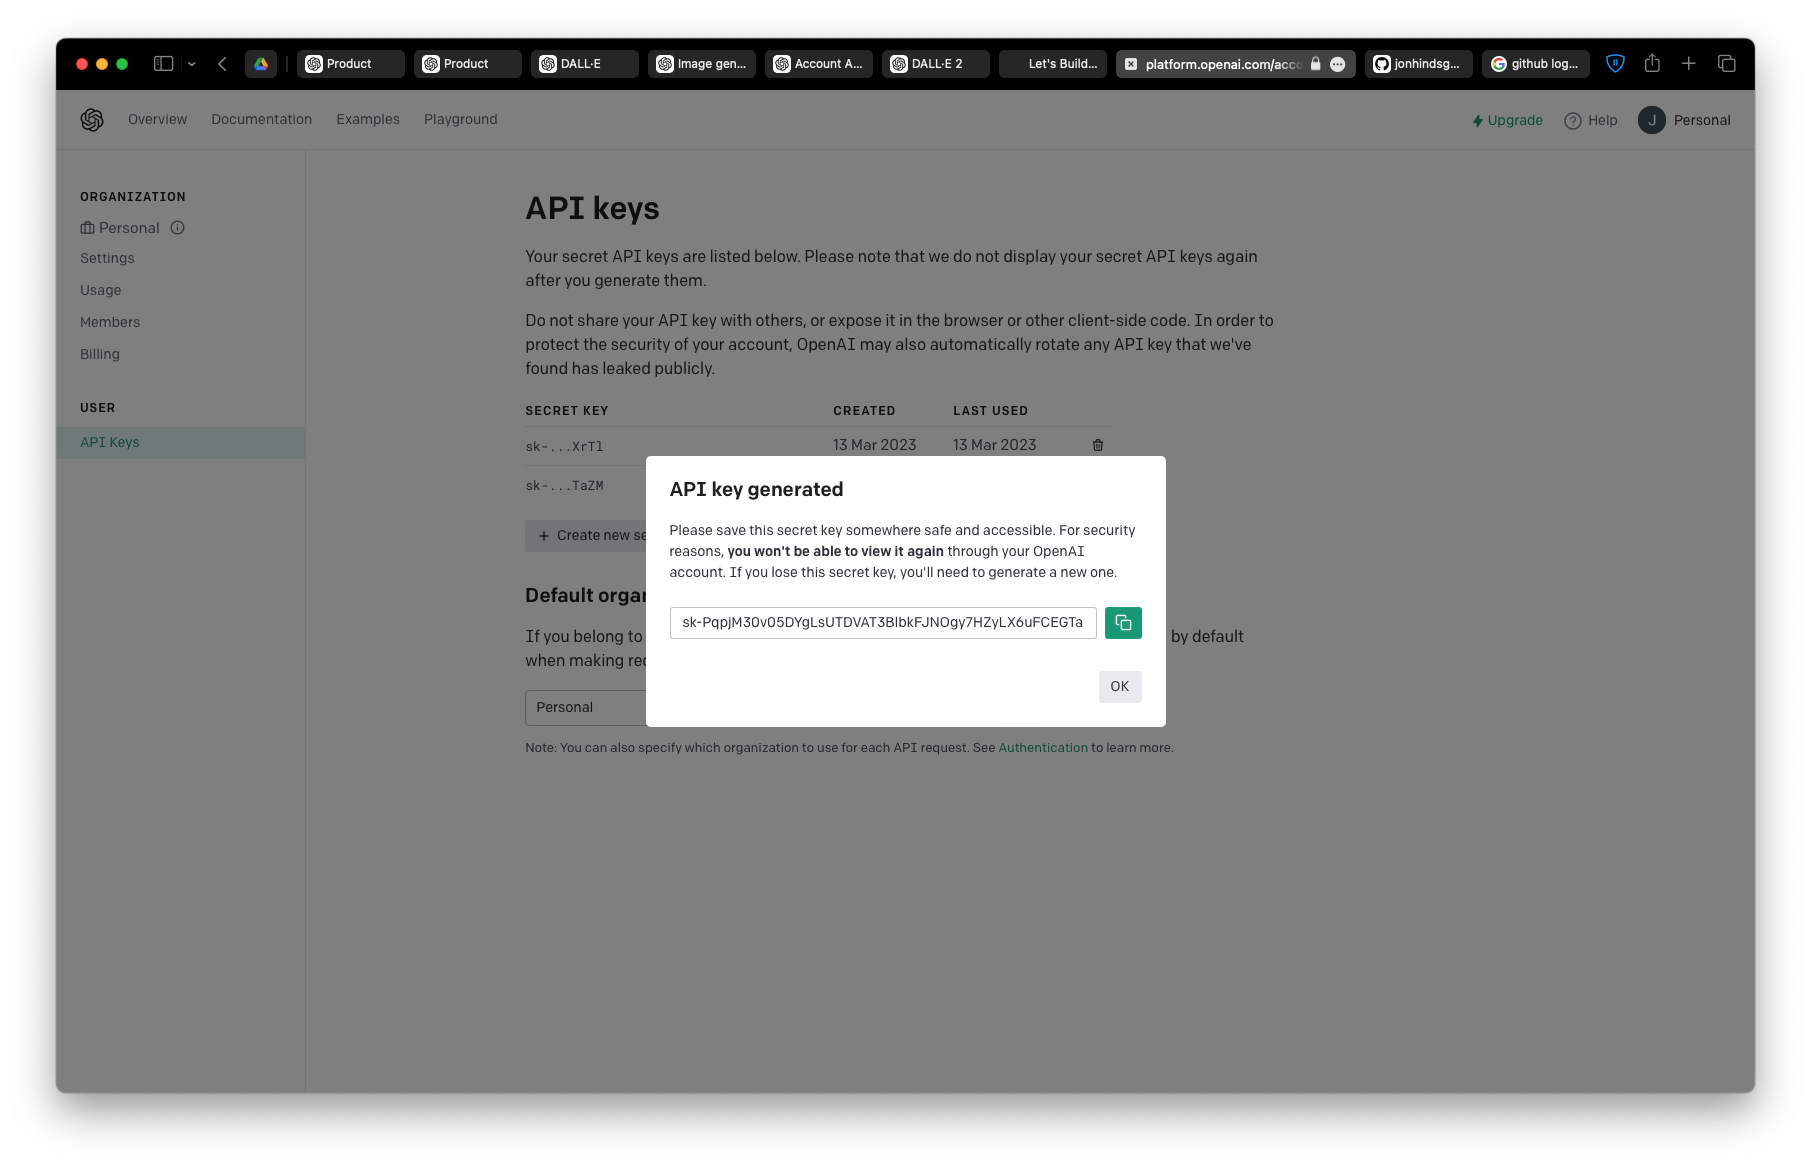 Product
Product
DALL·E
Image gen...
Account A...
DALL·E 2
Let's Build...
platform.openai.com/acco
jonhindsg...
github log...
Overview
Documentation
Examples
Playground
Upgrade
Help
J
Personal
ORGANIZATION
Personal
Settings
Usage
Members
Billing
USER
API Keys
API keys
Your secret API keys are listed below. Please note that we do not display your secret API keys again
after you generate them.
Do not share your API key with others, or expose it in the browser or other client-side code. In order to
protect the security of your account, OpenAI may also automatically rotate any API key that we've
found has leaked publicly.
SECRET KEY CREATED LAST USED
sk-...XrTl 13 Mar 2023 13 Mar 2023
sk-...TaZM
+ Create new se
Default orgar
If you belong to by default
when making rec
Personal
Note: You can also specify which organization to use for each API request. See Authentication to learn more.
API key generated
Please save this secret key somewhere safe and accessible. For security
reasons, you won't be able to view it again through your OpenAI
account. If you lose this secret key, you'll need to generate a new one.
sk-PqpjM30v05DYgLsUTDVAT3BlbkFJNOgy7HZyLX6uFCEGTa
OK